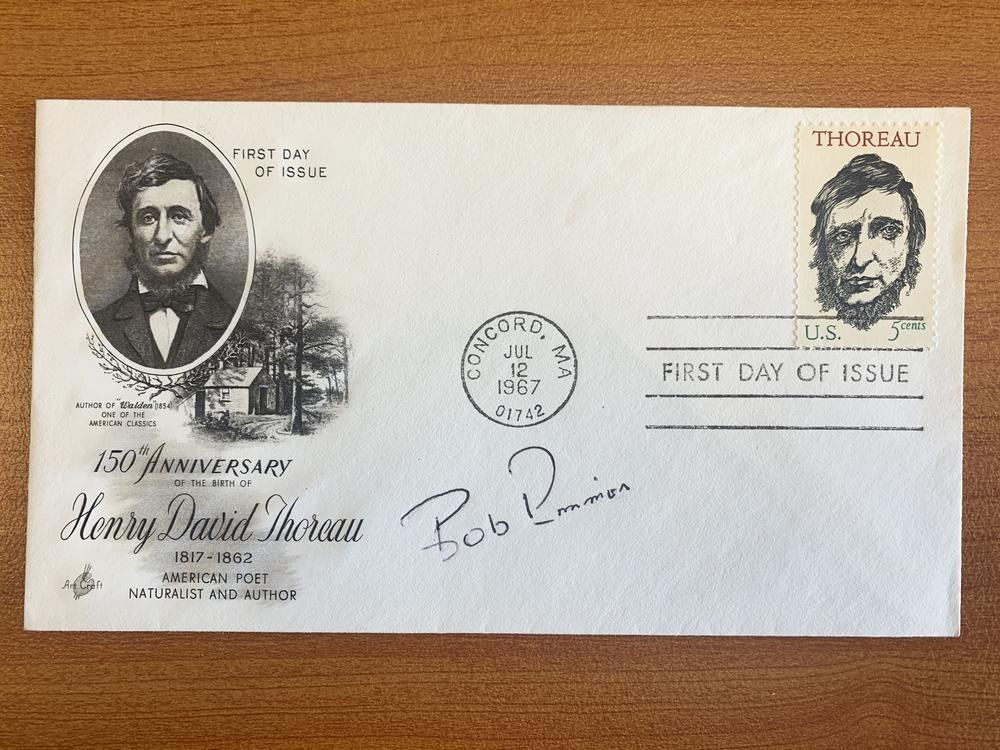 FIRST DAY
OF ISSUE
THOREAU
U.S. 5cents
CONCORD, MA
JUL
12
1967
01742
FIRST DAY OF ISSUE
AUTHOR OF "Walden" (1854)
ONE OF THE
AMERICAN CLASSICS
150th ANNIVERSARY
OF THE BIRTH OF
Henry David Thoreau
1817-1862
AMERICAN POET
NATURALIST AND AUTHOR
Art Craft
Bob